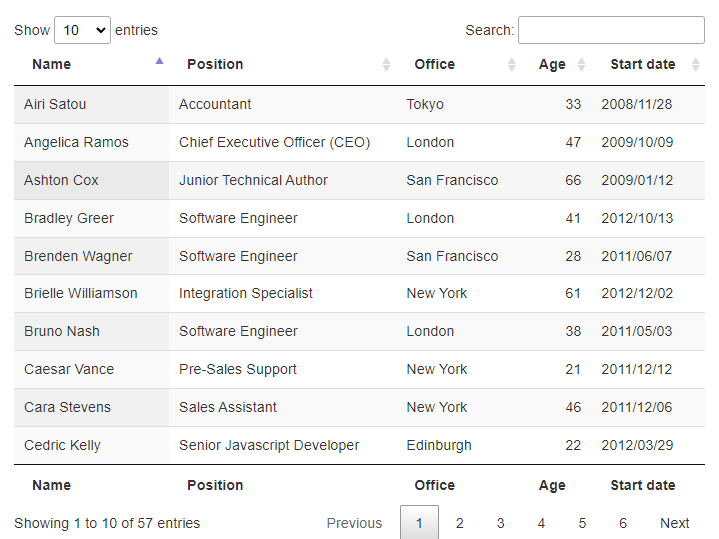 Show 10 entries Search:
Name Position Office Age Start date
Airi Satou Accountant Tokyo 33 2008/11/28
Angelica Ramos Chief Executive Officer (CEO) London 47 2009/10/09
Ashton Cox Junior Technical Author San Francisco 66 2009/01/12
Bradley Greer Software Engineer London 41 2012/10/13
Brenden Wagner Software Engineer San Francisco 28 2011/06/07
Brielle Williamson Integration Specialist New York 61 2012/12/02
Bruno Nash Software Engineer London 38 2011/05/03
Caesar Vance Pre-Sales Support New York 21 2011/12/12
Cara Stevens Sales Assistant New York 46 2011/12/06
Cedric Kelly Senior Javascript Developer Edinburgh 22 2012/03/29
Name Position Office Age Start date
Showing 1 to 10 of 57 entries Previous 1 2 3 4 5 6 Next